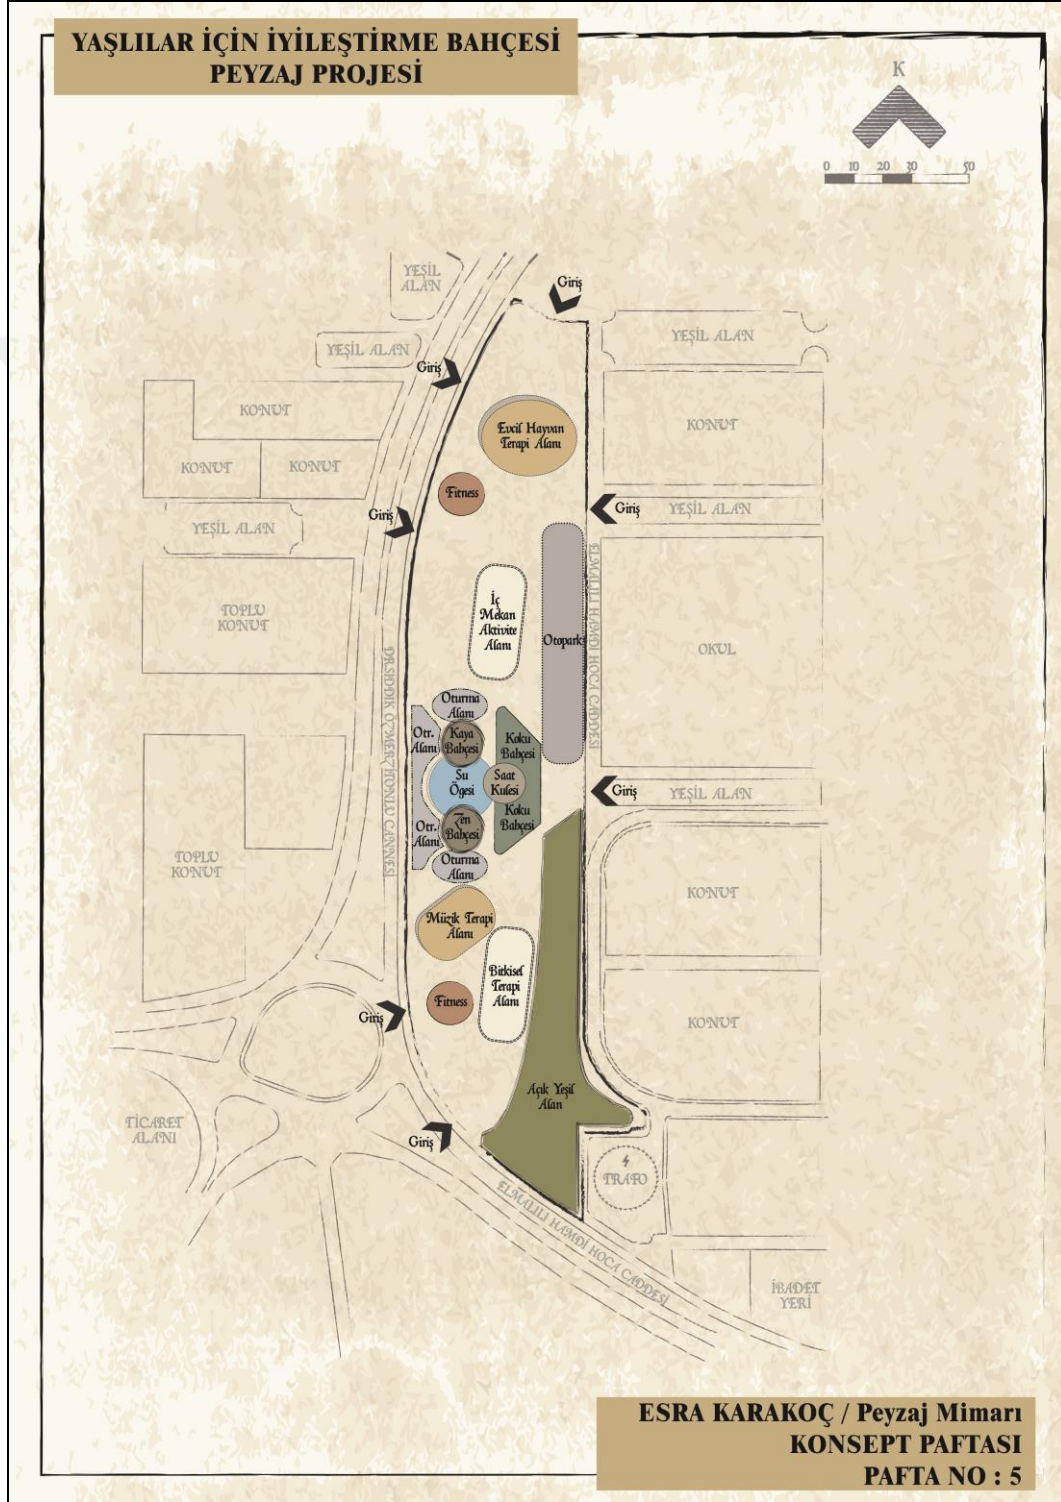 YAŞLILAR İÇİN İYİLEŞTİRME BAHÇESİ
PEYZAJ PROJESİ
K
0 10 20 30 50
YEŞİL
ALAN
Giriş
YEŞİL ALAN
YEŞİL ALAN
Giriş
KONUT
Evcil Hayvan
Terapi Alanı
KONUT
KONUT
KONUT
Fitness
Giriş
Giriş
YEŞİL ALAN
YEŞİL ALAN
TOPLU
KONUT
İç
Mekan
Aktivite
Alanı
Otopark
ELMALILI HAMDİ HOCA CADDESİ
OKUL
Oturma
Alanı
Otr.
Alanı
Kaya
Bahçesi
Koku
Bahçesi
Su
Ögesi
Saat
Kulesi
Koku
Bahçesi
Otr.
Alanı
Zen
Bahçesi
Oturma
Alanı
Giriş
YEŞİL ALAN
TOPLU
KONUT
KONUT
Müzik Terapi
Alanı
Bitkisel
Terapi
Alanı
Fitness
Giriş
KONUT
Açık Yeşil
Alan
TİCARET
ALANI
Giriş
TRAFO
ELMALILI HAMDİ HOCA CADDESİ
İBADET
YERİ
ESRA KARAKOÇ / Peyzaj Mimarı
KONSEPT PAFTASI
PAFTA NO : 5